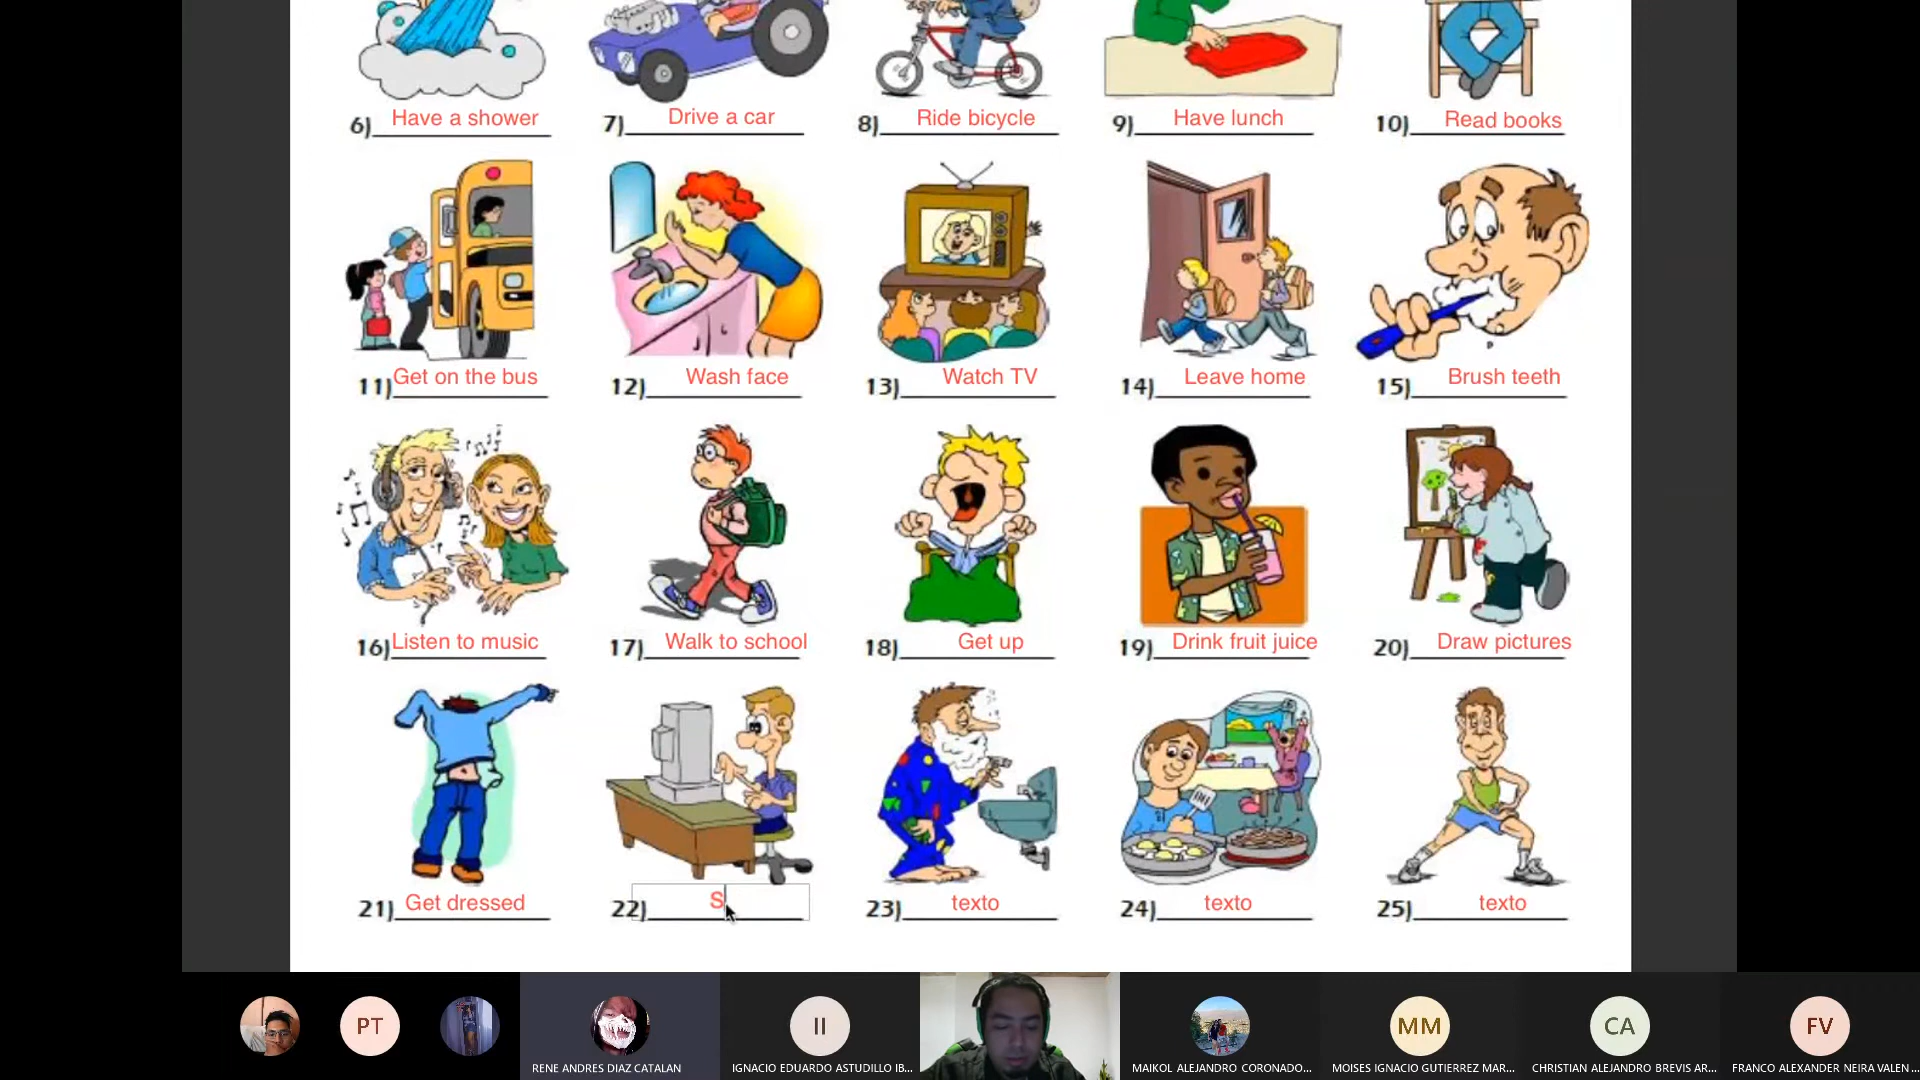 6) Have a shower
7) Drive a car
8) Ride bicycle
9) Have lunch
10) Read books
11) Get on the bus
12) Wash face
13) Watch TV
14) Leave home
15) Brush teeth
16) Listen to music
17) Walk to school
18) Get up
19) Drink fruit juice
20) Draw pictures
21) Get dressed
22) S
23) texto
24) texto
25) texto
PT
II
MM
CA
FV
RENE ANDRES DIAZ CATALAN
IGNACIO EDUARDO ASTUDILLO IB...
MAIKOL ALEJANDRO CORONADO...
MOISES IGNACIO GUTIERREZ MAR...
CHRISTIAN ALEJANDRO BREVIS AR...
FRANCO ALEXANDER NEIRA VALEN...